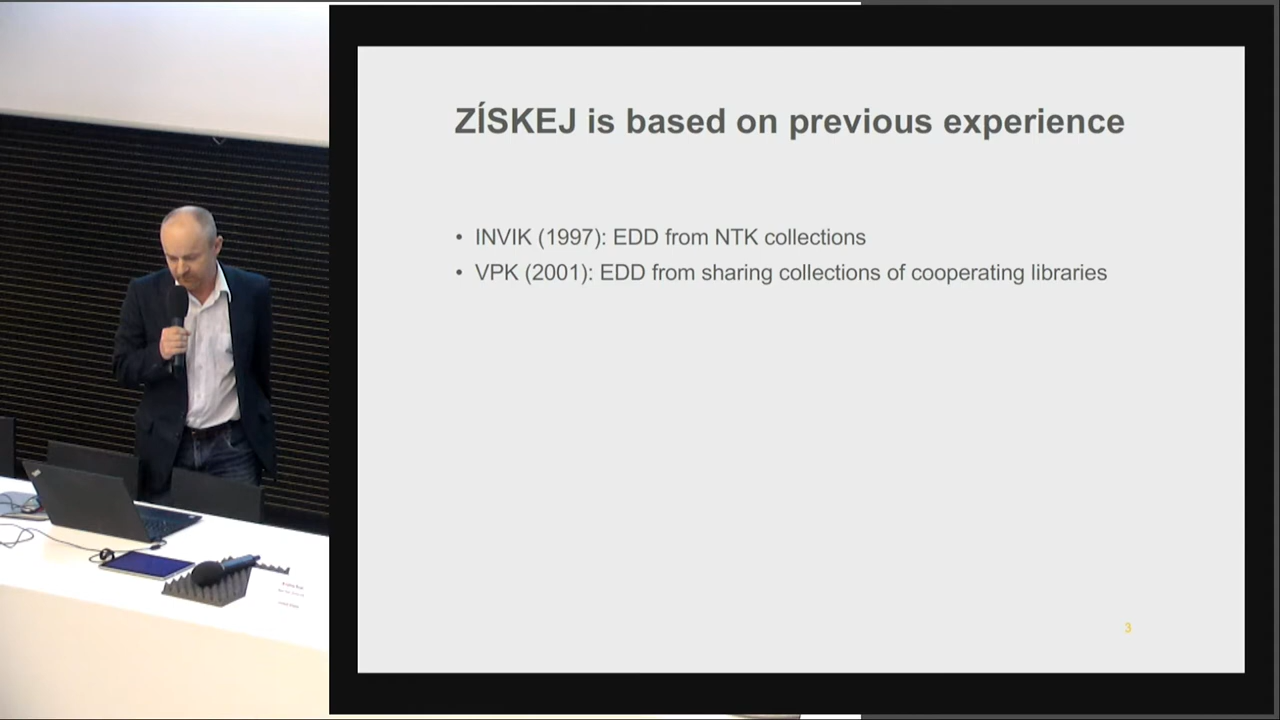 ZÍSKEJ is based on previous experience
• INVIK (1997): EDD from NTK collections
• VPK (2001): EDD from sharing collections of cooperating libraries
3